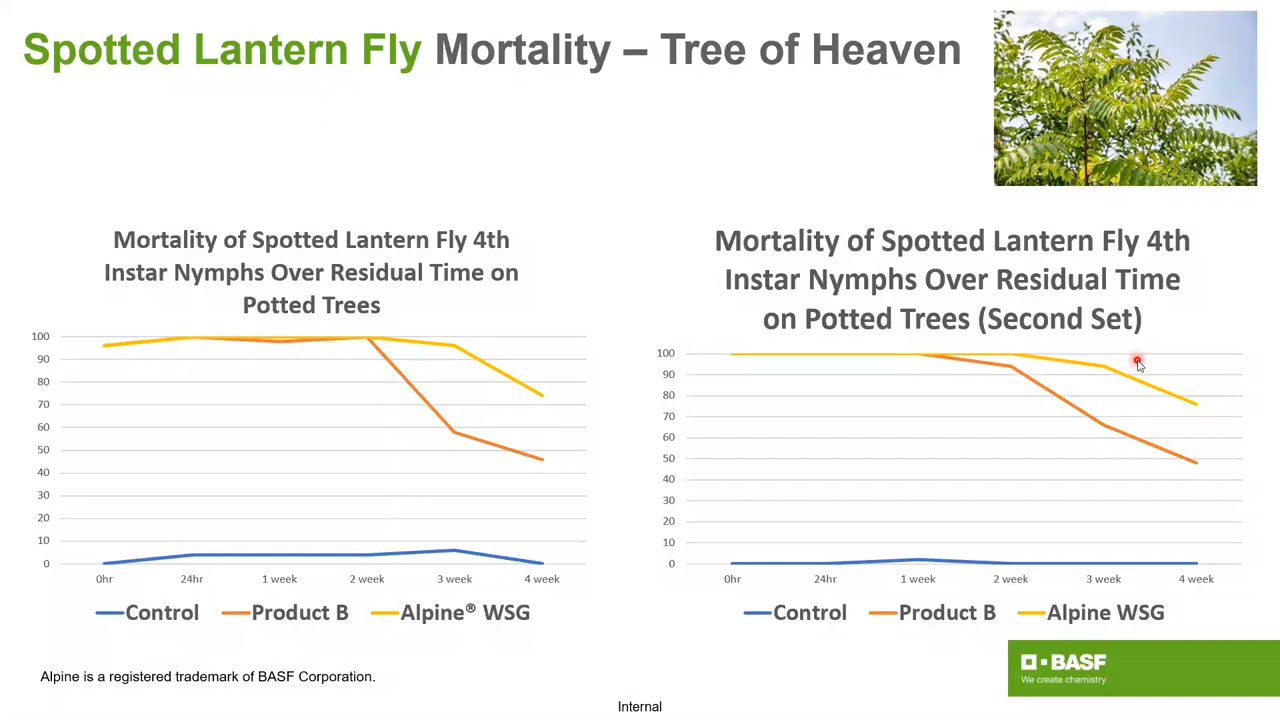 Spotted Lantern Fly Mortality – Tree of Heaven
Mortality of Spotted Lantern Fly 4th
Instar Nymphs Over Residual Time on
Potted Trees
100
90
80
70
60
50
40
30
20
10
0
0hr 24hr 1 week 2 week 3 week 4 week
Control Product B Alpine® WSG
Mortality of Spotted Lantern Fly 4th
Instar Nymphs Over Residual Time
on Potted Trees (Second Set)
100
90
80
70
60
50
40
30
20
10
0
0hr 24hr 1 week 2 week 3 week 4 week
Control Product B Alpine WSG
BASF
We create chemistry
Alpine is a registered trademark of BASF Corporation.
Internal